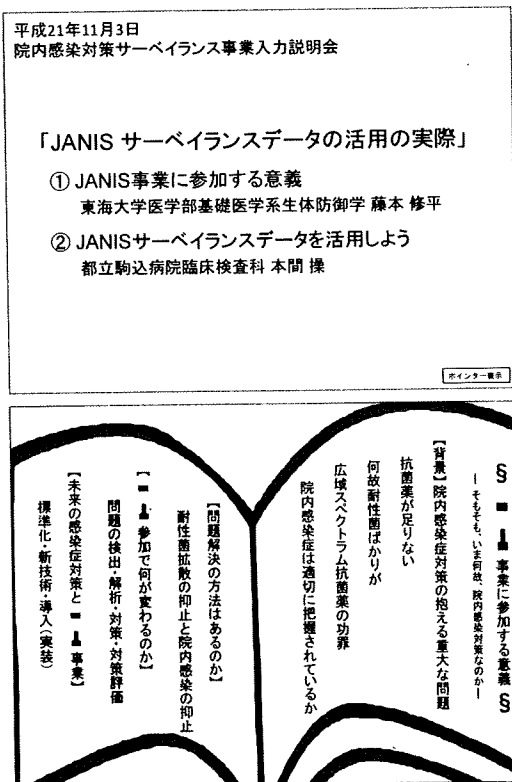 平成21年11月3日
院内感染対策サーベイランス事業入力説明会
「JANIS サーベイランスデータの活用の実際」
① JANIS事業に参加する意義
東海大学医学部基礎医学系生体防御学 藤本 修平
② JANISサーベイランスデータを活用しよう
都立駒込病院臨床検査科 本間 操
ポインター表示
§ 事業に参加する意義 §
― そもそも、いま何故、院内感染対策なのか ―
【背景】院内感染症対策の抱える重大な問題
抗菌薬が足りない
何故耐性菌ばかりが
広域スペクトラム抗菌薬の功罪
院内感染症は適切に把握されているか
【問題解決の方法はあるのか】
耐性菌拡散の抑止と院内感染の抑止
【 参加で何が変わるのか】
問題の検出・解析・対策・対策評価
【未来の感染症対策と 事業】
標準化・新技術・導入（実装）